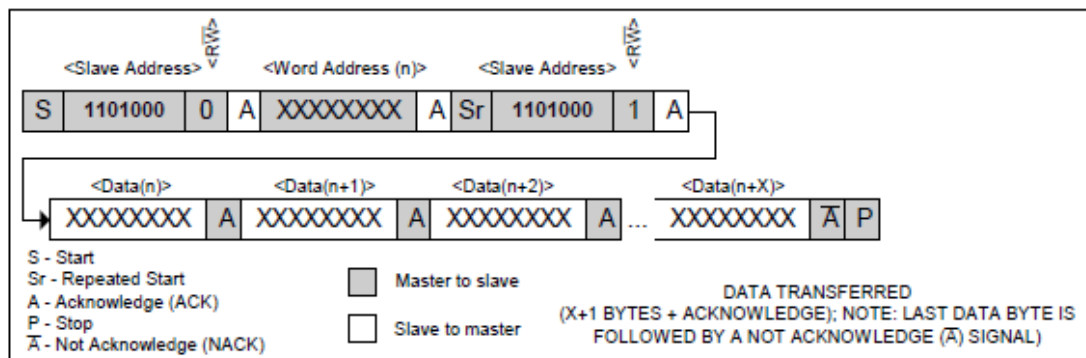 <Slave Address> <RW̅> <Word Address (n)> <Slave Address> <RW̅>
S 1101000 0 A XXXXXXXX A Sr 1101000 1 A
<Data(n)> <Data(n+1)> <Data(n+2)> <Data(n+X)>
XXXXXXXX A XXXXXXXX A XXXXXXXX A ... XXXXXXXX A̅ P
S - Start
Sr - Repeated Start
A - Acknowledge (ACK)
P - Stop
A̅ - Not Acknowledge (NACK)
Master to slave
Slave to master
DATA TRANSFERRED
(X+1 BYTES + ACKNOWLEDGE); NOTE: LAST DATA BYTE IS
FOLLOWED BY A NOT ACKNOWLEDGE (A̅) SIGNAL)